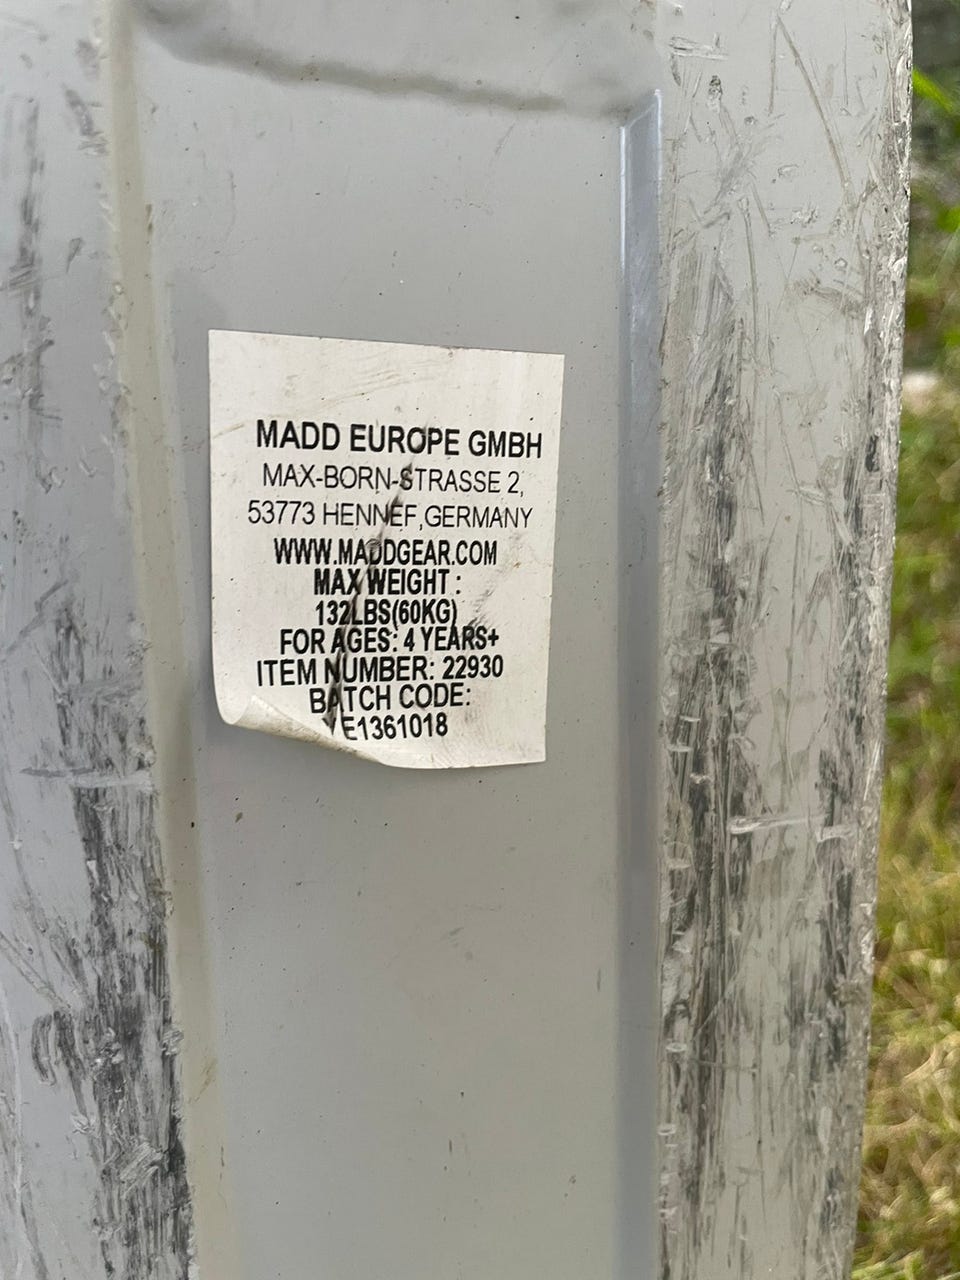 MADD EUROPE GMBH
MAX-BORN-STRASSE 2,
53773 HENNEF,GERMANY
WWW.MADDGEAR.COM
MAX WEIGHT :
132LBS(60KG)
FOR AGES: 4 YEARS+
ITEM NUMBER: 22930
BATCH CODE:
E1361018